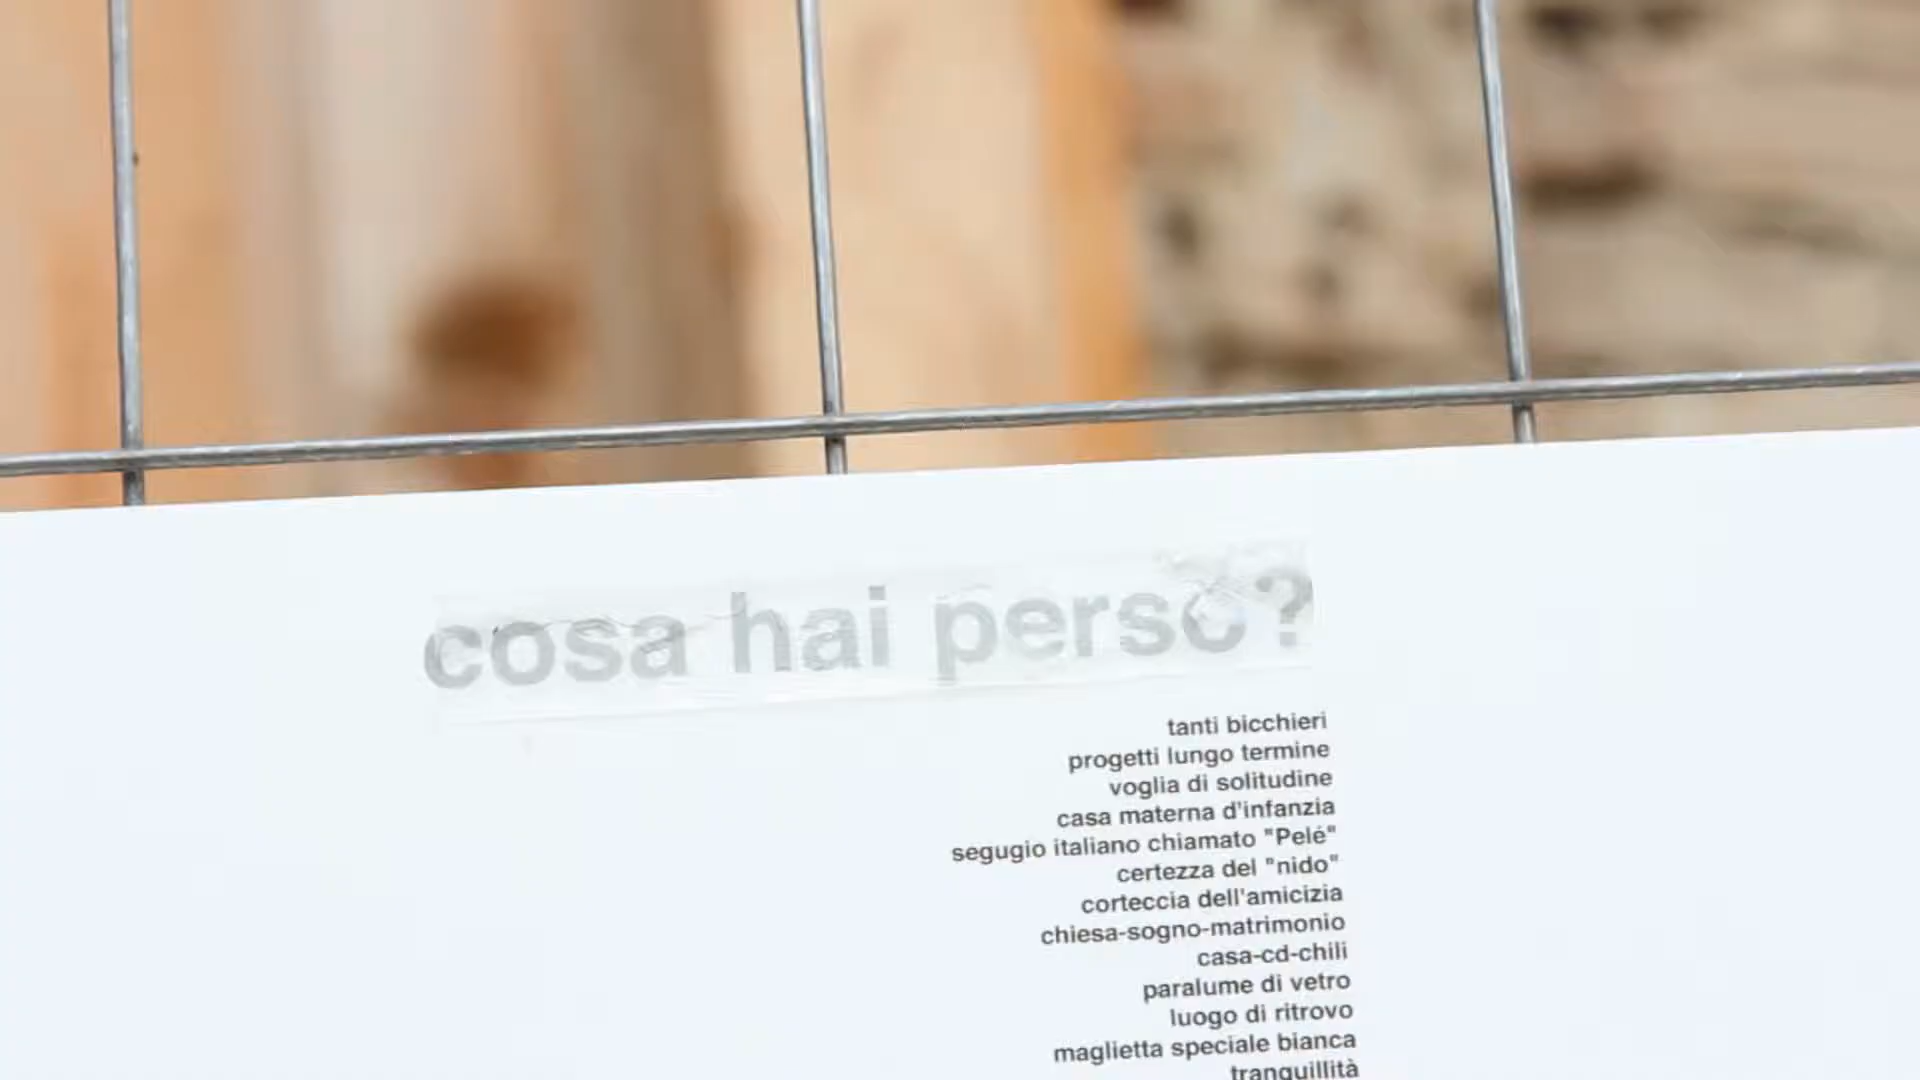 cosa hai perso?
tanti bicchieri
progetti lungo termine
voglia di solitudine
casa materna d'infanzia
segugio italiano chiamato "Pelé"
certezza del "nido"
corteccia dell'amicizia
chiesa-sogno-matrimonio
casa-cd-chili
paralume di vetro
luogo di ritrovo
maglietta speciale bianca
tranquillità